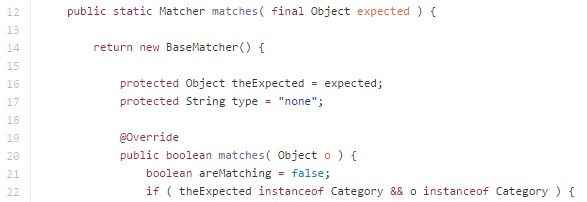 12 public static Matcher matches( final Object expected ) {
13
14 return new BaseMatcher() {
15
16 protected Object theExpected = expected;
17 protected String type = "none";
18
19 @Override
20 public boolean matches( Object o ) {
21 boolean areMatching = false;
22 if ( theExpected instanceof Category && o instanceof Category ) {